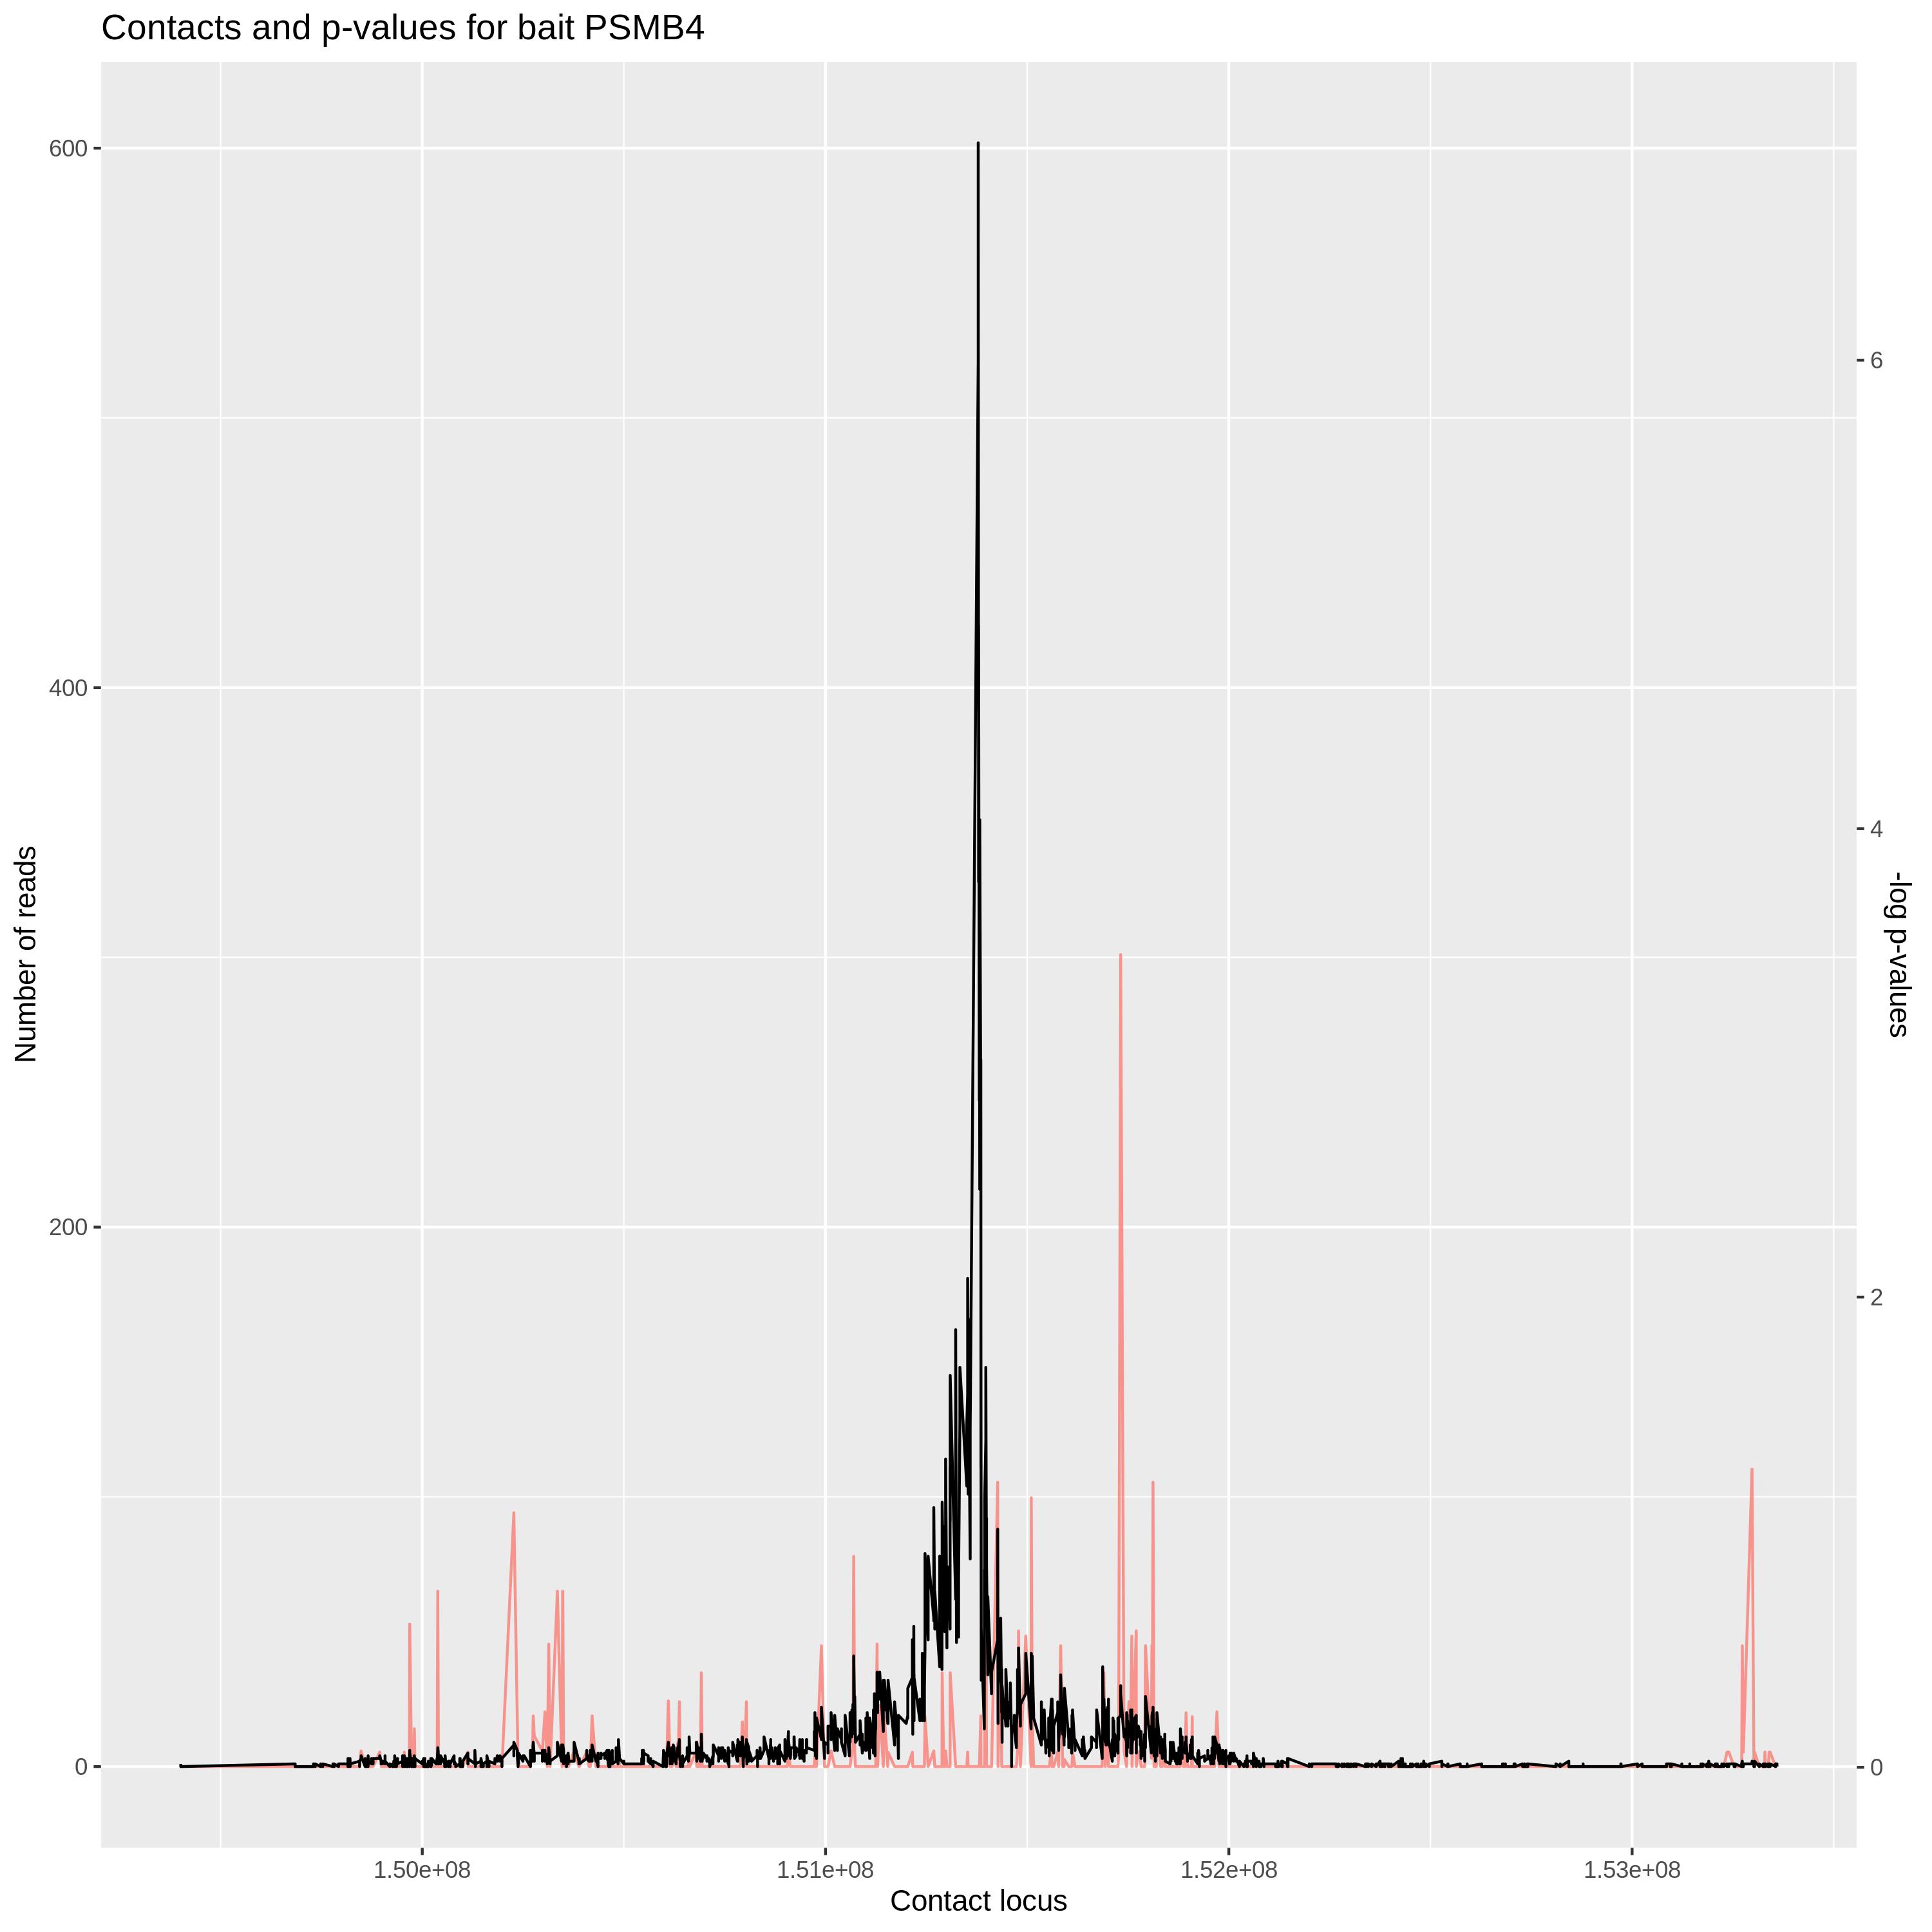 Contacts and p-values for bait PSMB4
Number of reads
600
400
200
0
6
4
2
0
-log p-values
1.50e+08
1.51e+08
1.52e+08
1.53e+08
Contact locus